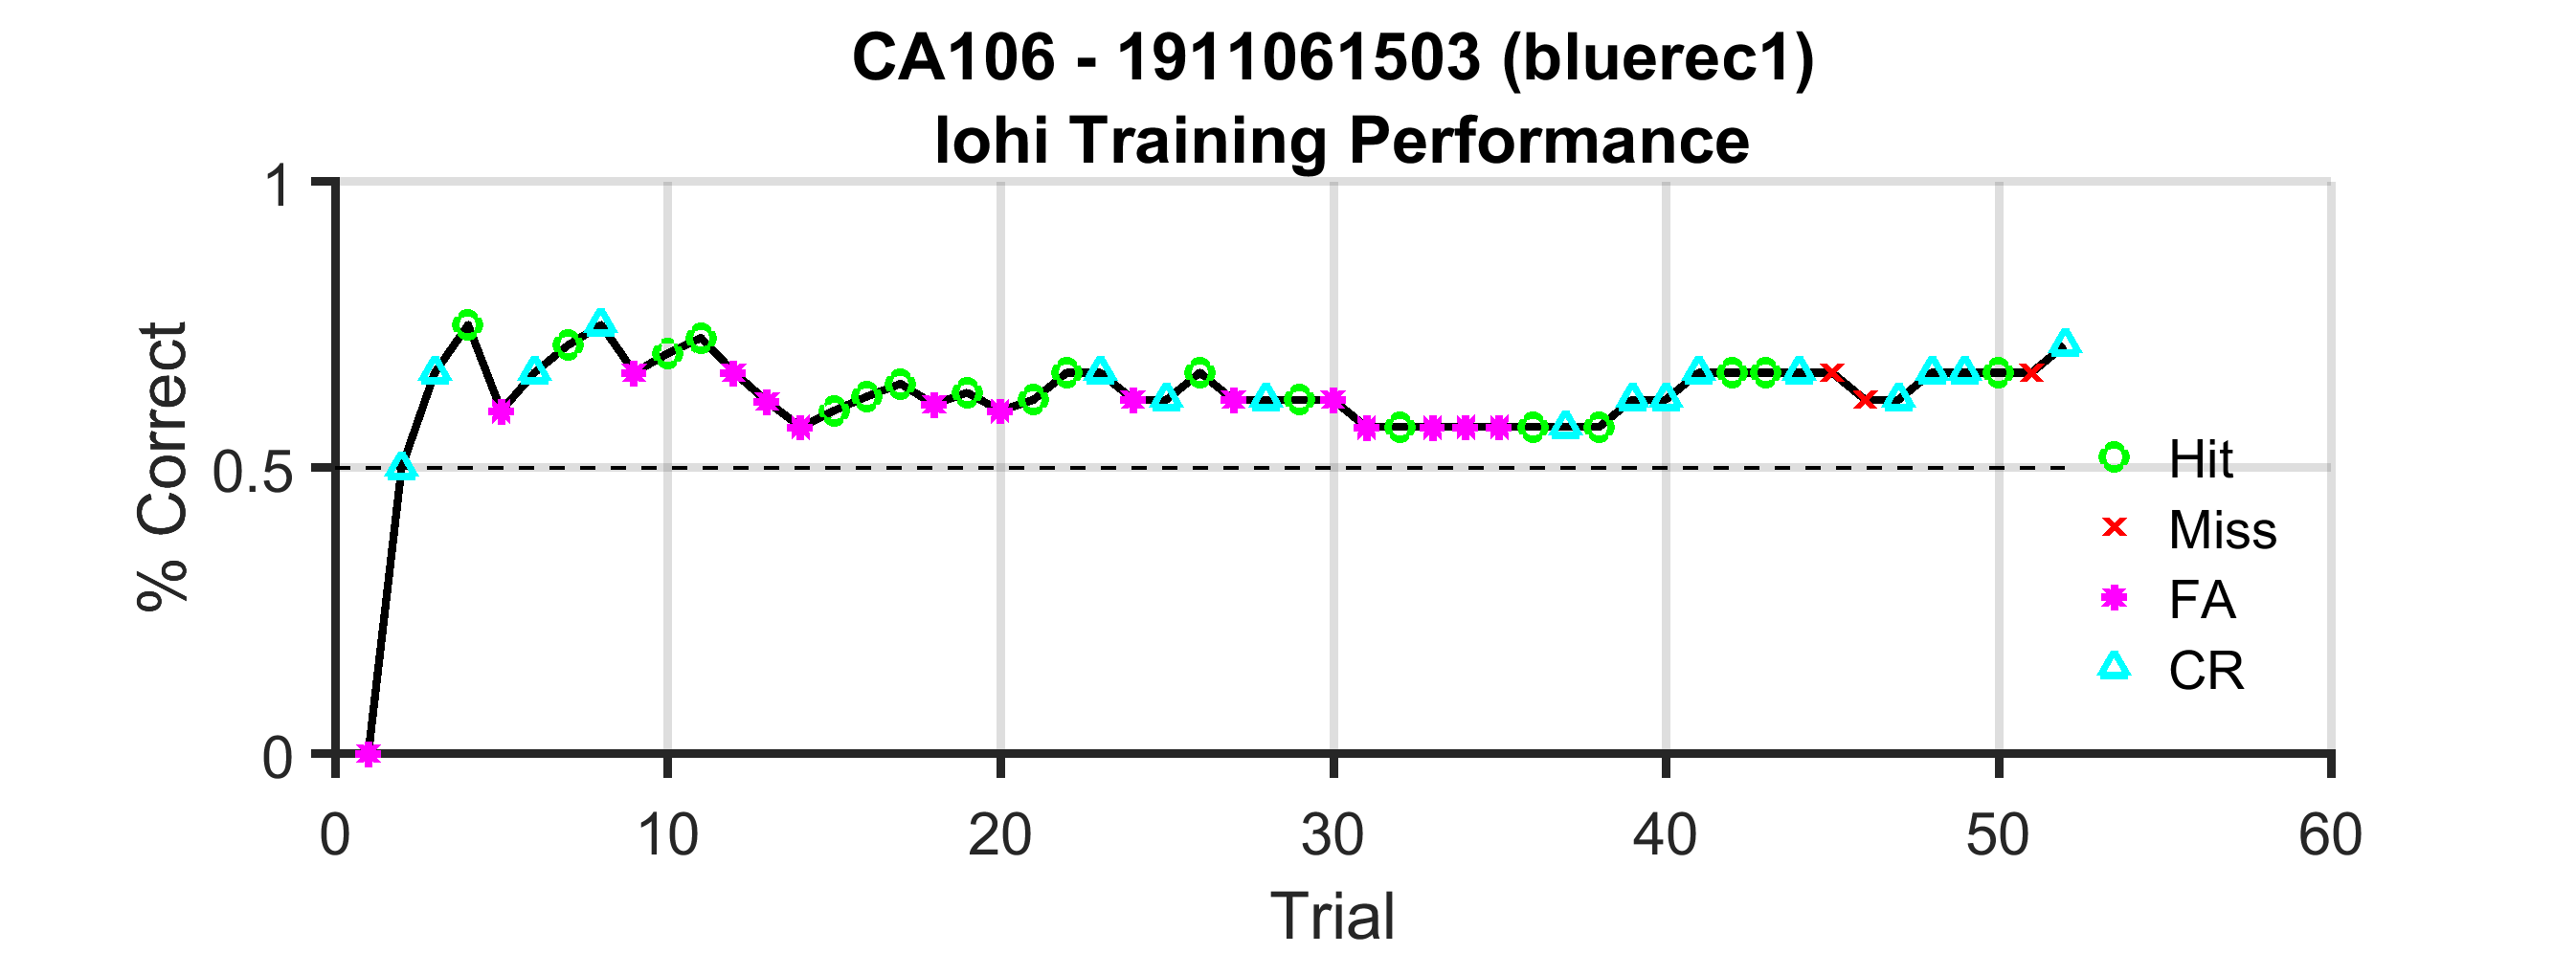 CA106 - 1911061503 (bluerec1)
lohi Training Performance
% Correct
1
0.5
0
0
10
20
30
40
50
60
Trial
Hit
Miss
FA
CR